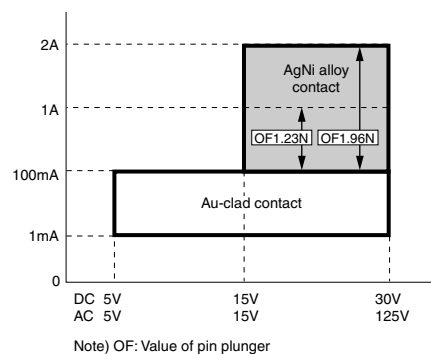 2A
AgNi alloy
contact
1A
OF1.23N OF1.96N
100mA
Au-clad contact
1mA
0
DC 5V 15V 30V
AC 5V 15V 125V
Note) OF: Value of pin plunger